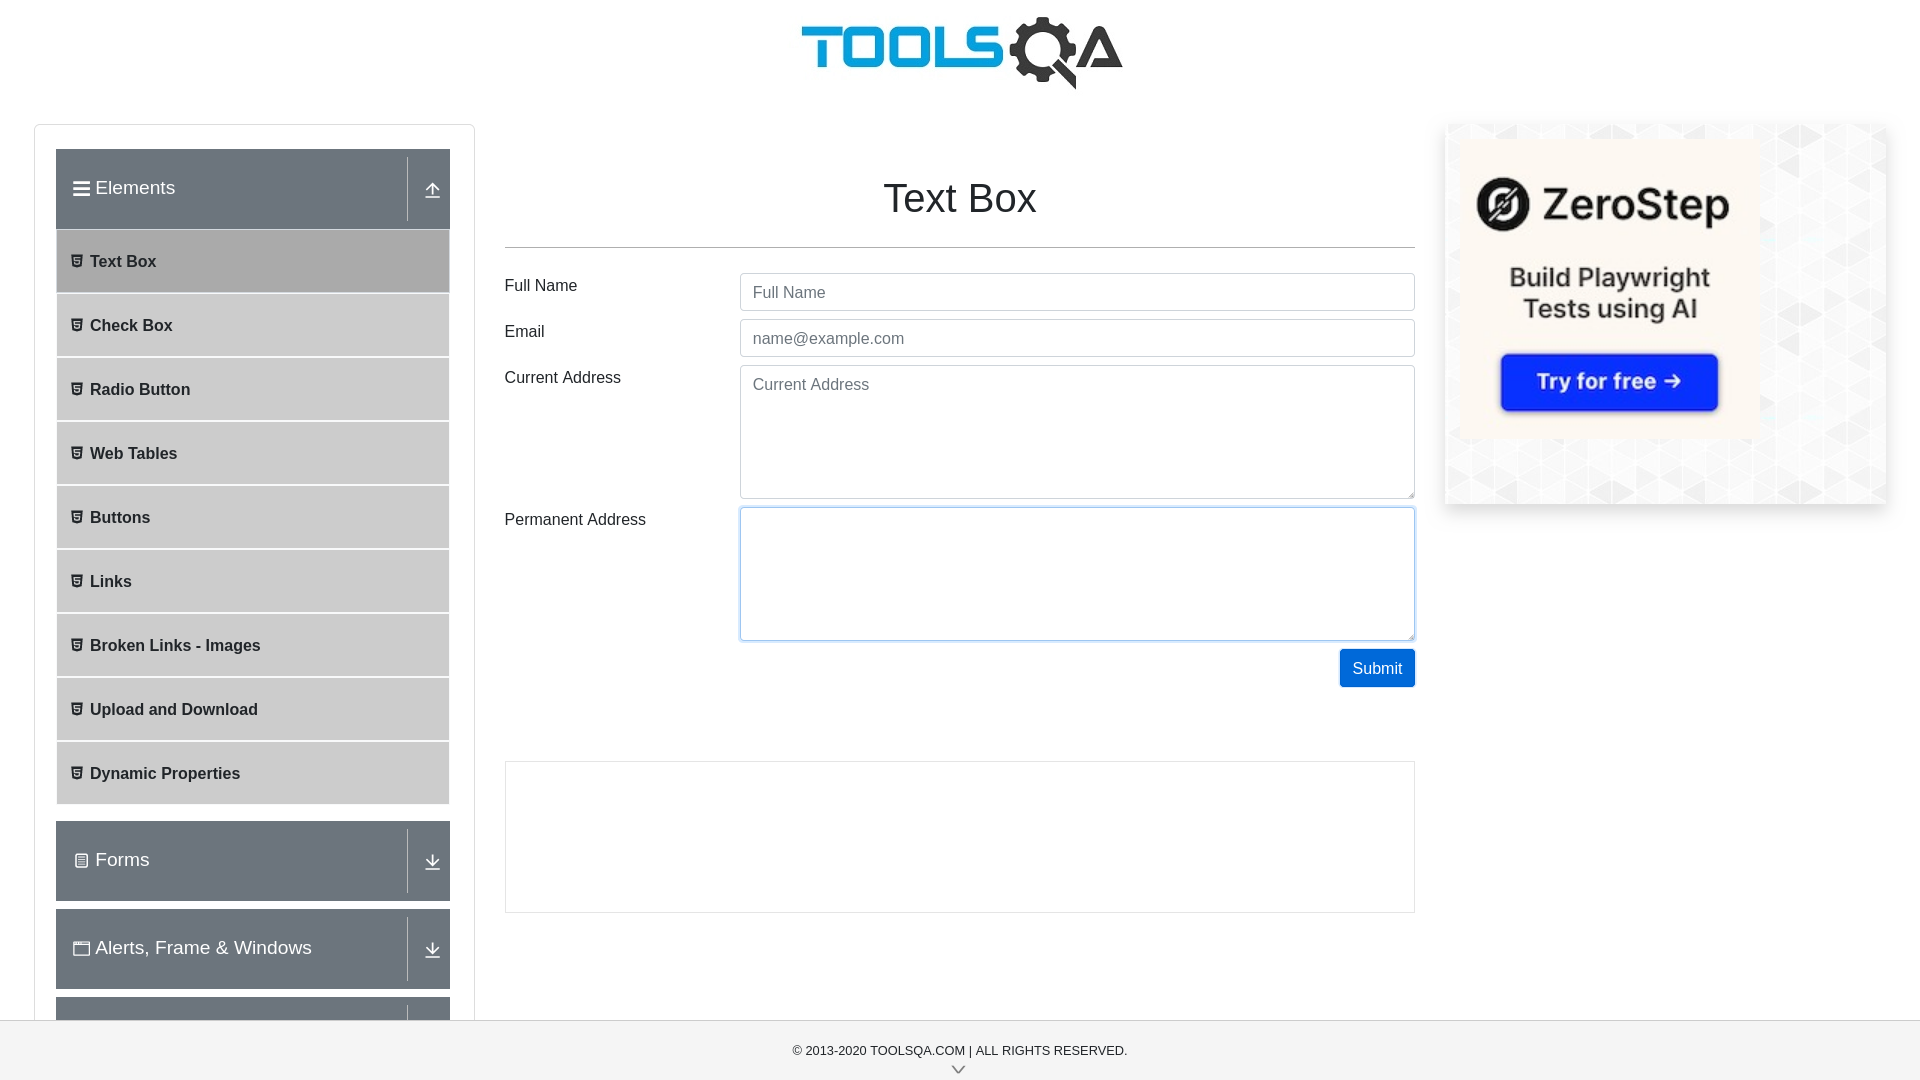 TOOLSQA
Elements
Text Box
Check Box
Radio Button
Web Tables
Buttons
Links
Broken Links - Images
Upload and Download
Dynamic Properties
Forms
Alerts, Frame & Windows
Text Box
Full Name
Full Name
Email
name@example.com
Current Address
Current Address
Permanent Address
Submit
ZeroStep
Build Playwright
Tests using AI
Try for free →
© 2013-2020 TOOLSQA.COM | ALL RIGHTS RESERVED.